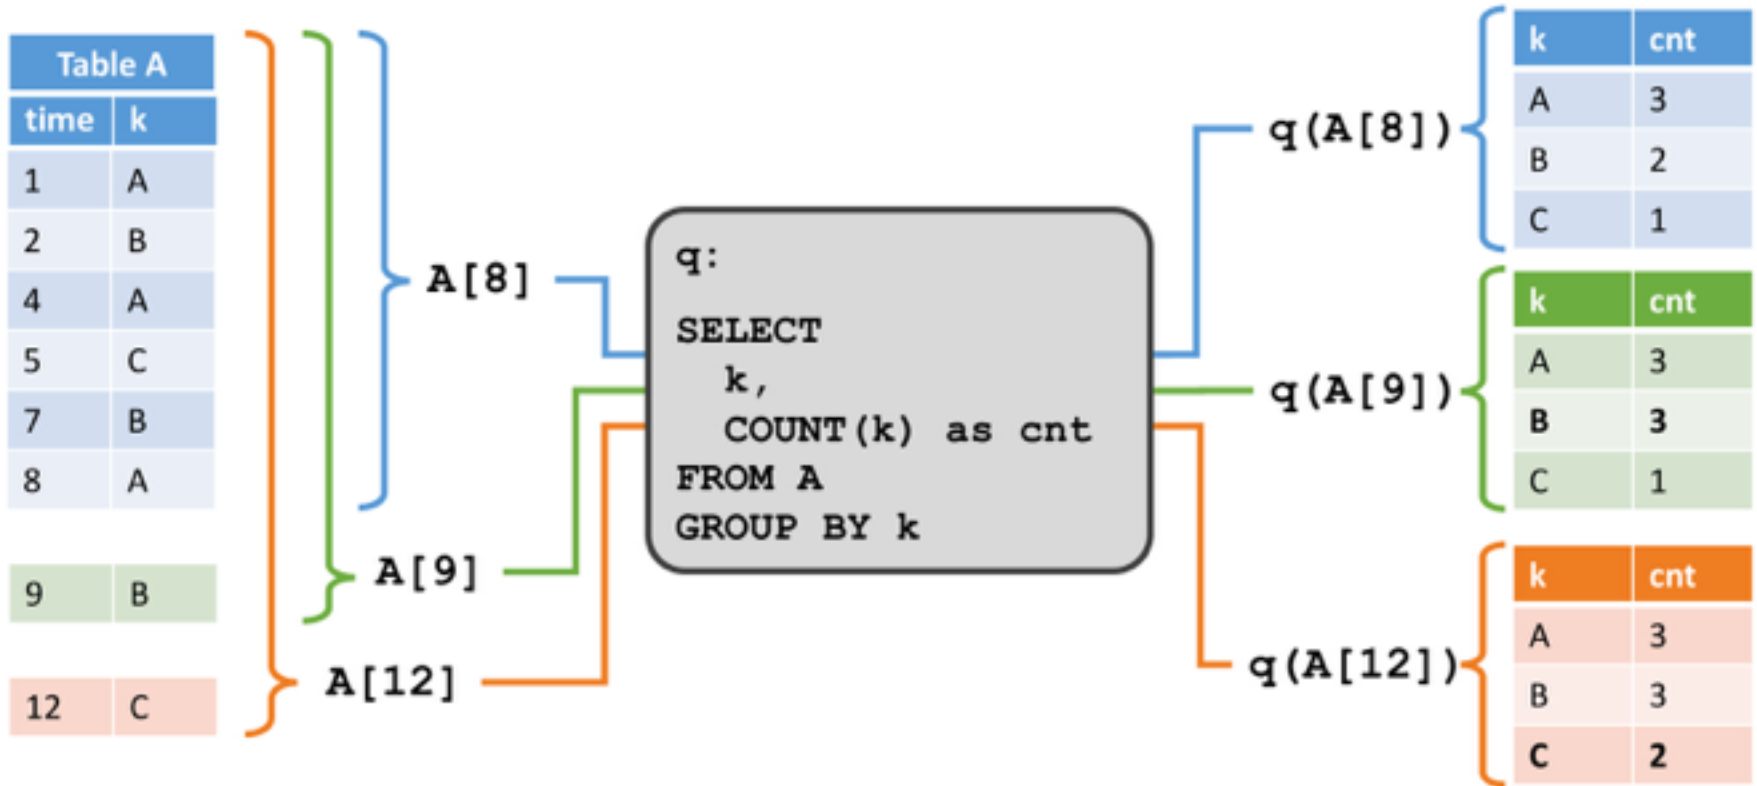 Table A
time k
1 A
2 B
4 A
5 C
7 B
8 A
9 B
12 C
A[8]
A[9]
A[12]
q:
SELECT
k,
COUNT(k) as cnt
FROM A
GROUP BY k
q(A[8])
k cnt
A 3
B 2
C 1
q(A[9])
k cnt
A 3
B 3
C 1
q(A[12])
k cnt
A 3
B 3
C 2